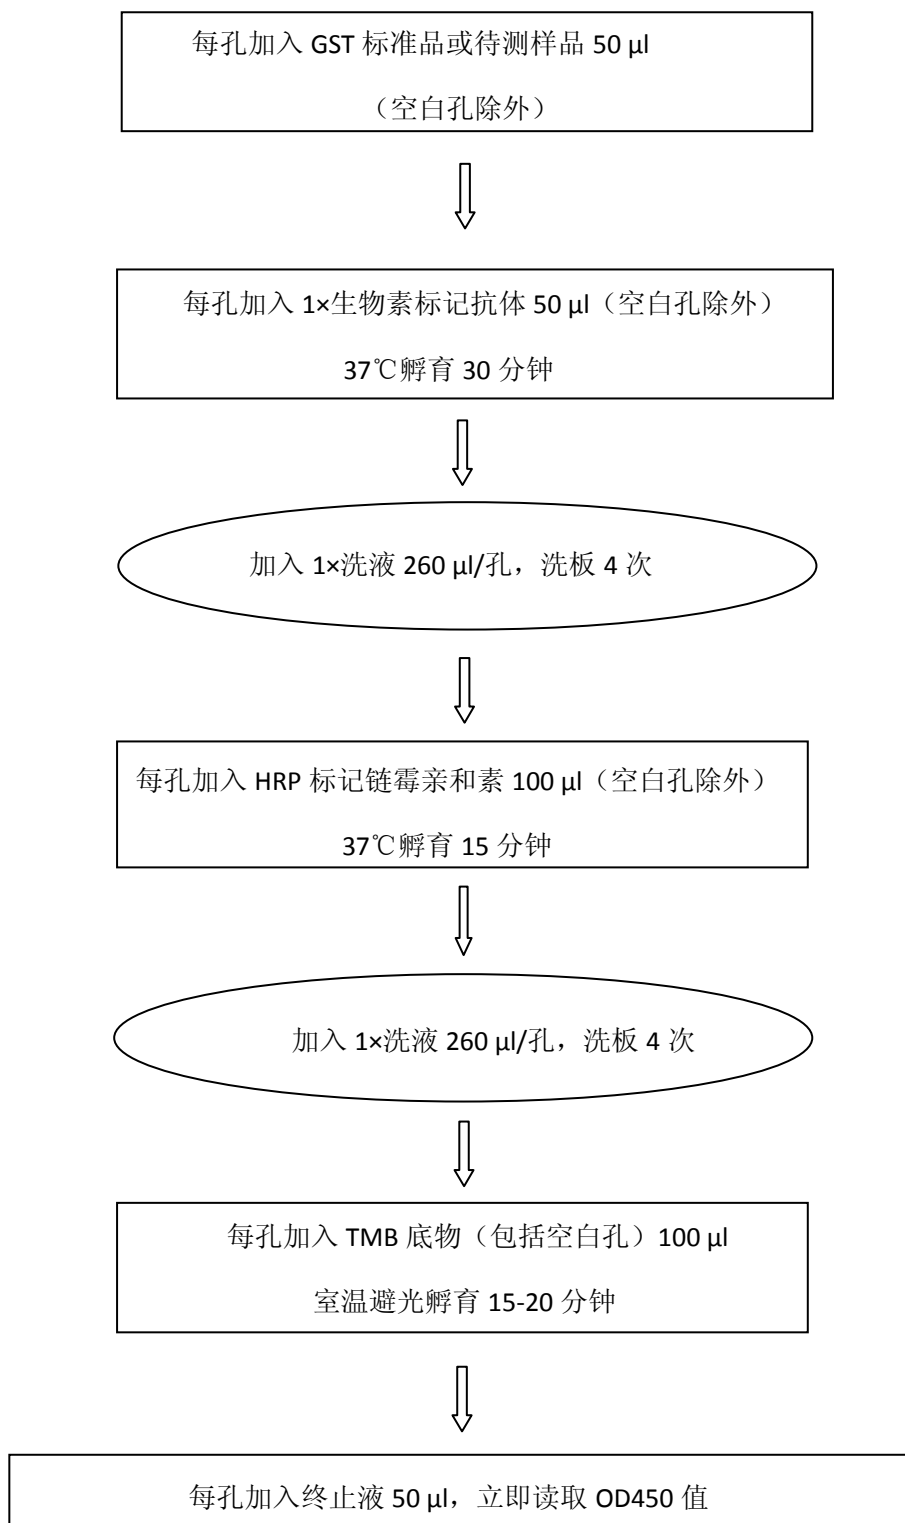 每孔加入 GST 标准品或待测样品 50 μl
（空白孔除外）
每孔加入 1×生物素标记抗体 50 μl（空白孔除外）
37℃孵育 30 分钟
加入 1×洗液 260 μl/孔，洗板 4 次
每孔加入 HRP 标记链霉亲和素 100 μl（空白孔除外）
37℃孵育 15 分钟
加入 1×洗液 260 μl/孔，洗板 4 次
每孔加入 TMB 底物（包括空白孔）100 μl
室温避光孵育 15-20 分钟
每孔加入终止液 50 μl，立即读取 OD450 值